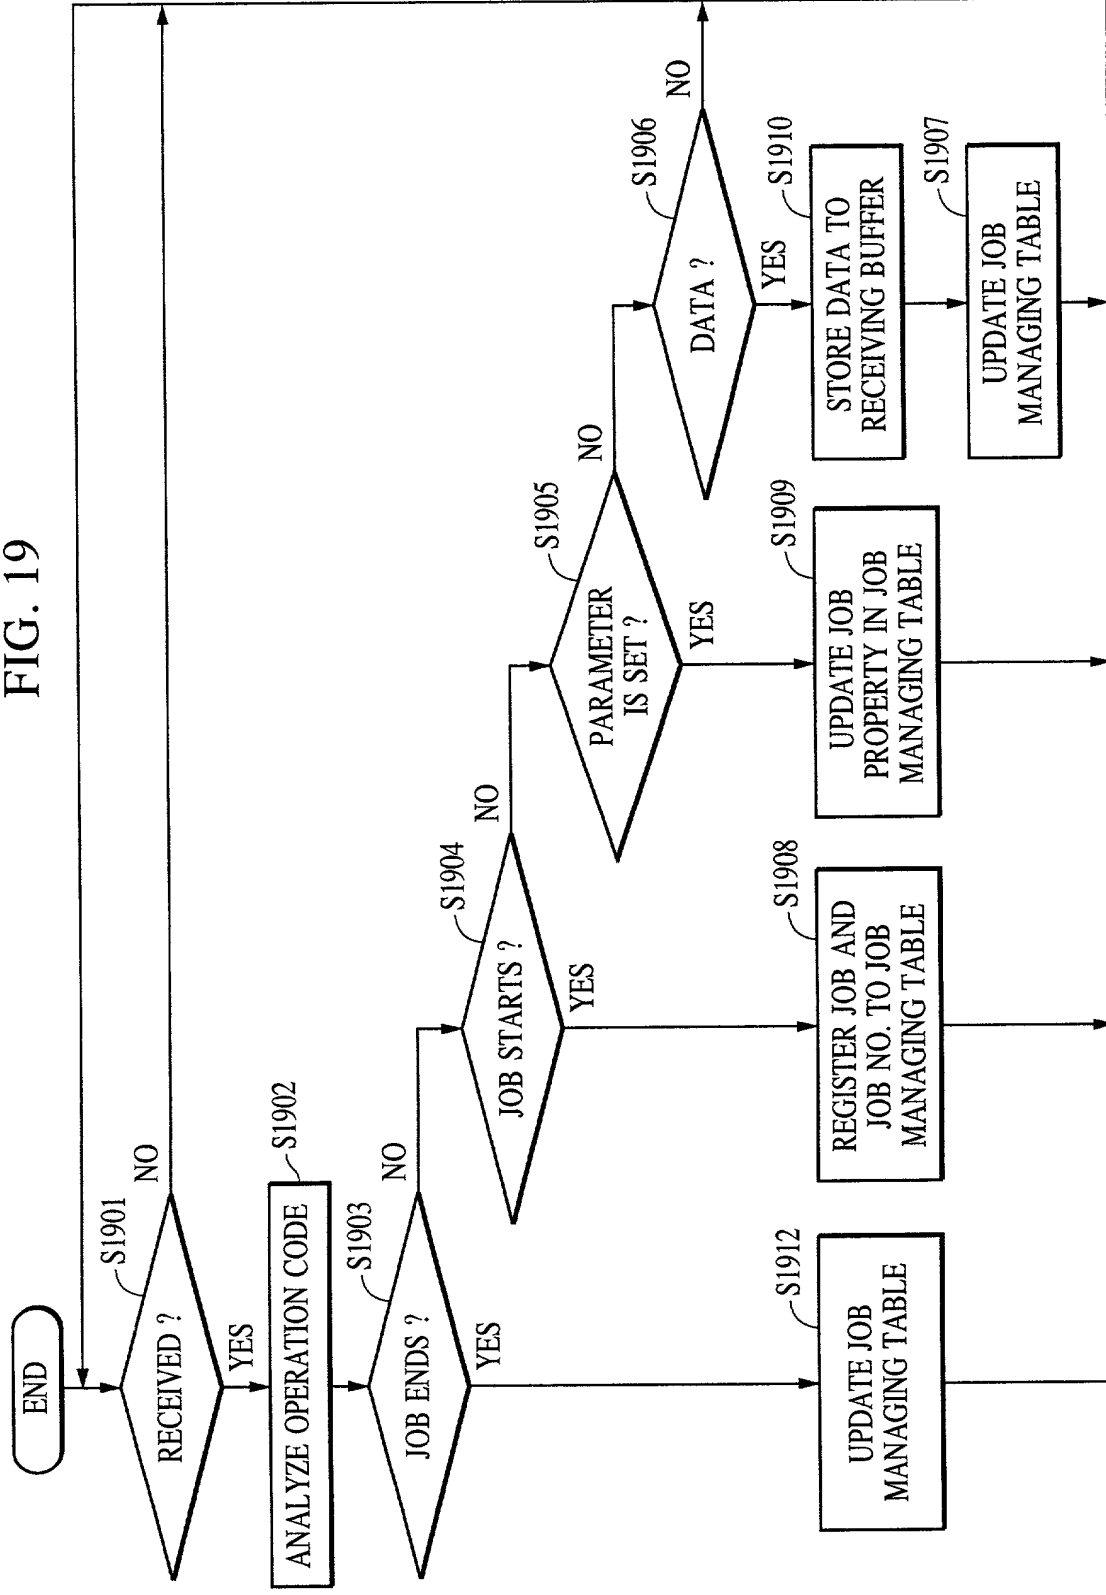 FIG. 19
END
S1901
RECEIVED ?
NO
YES
S1902
ANALYZE OPERATION CODE
S1903
JOB ENDS ?
NO
YES
S1904
JOB STARTS ?
NO
YES
S1905
PARAMETER
IS SET ?
NO
YES
S1906
DATA ?
NO
YES
S1912
UPDATE JOB
MANAGING TABLE
S1908
REGISTER JOB AND
JOB NO. TO JOB
MANAGING TABLE
S1909
UPDATE JOB
PROPERTY IN JOB
MANAGING TABLE
S1910
STORE DATA TO
RECEIVING BUFFER
S1907
UPDATE JOB
MANAGING TABLE